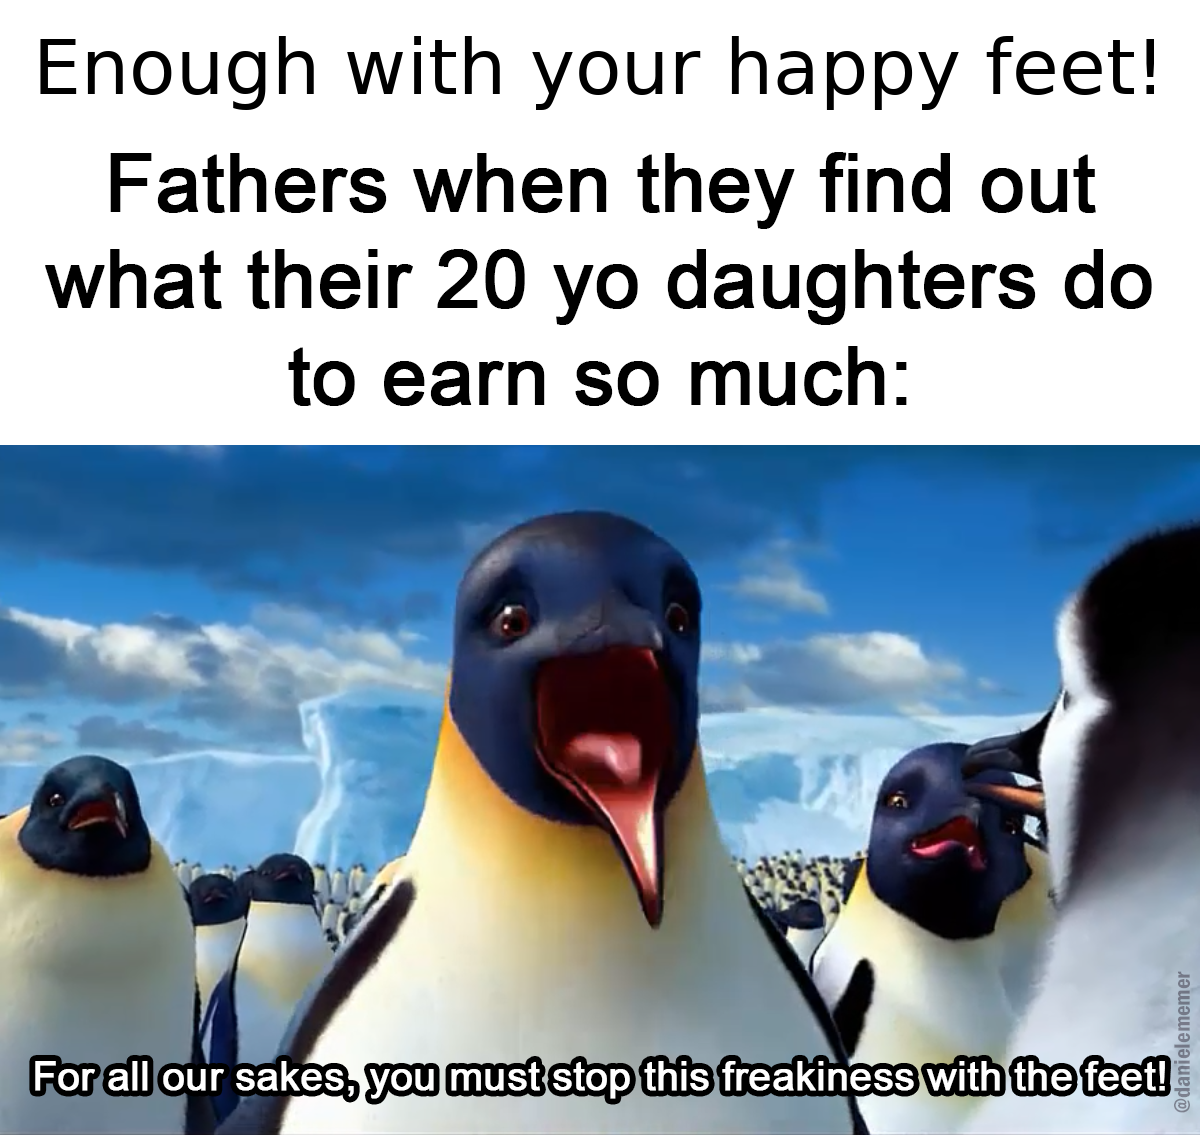 Enough with your happy feet!
Fathers when they find out
what their 20 yo daughters do
to earn so much:
For all our sakes, you must stop this freakiness with the feet!
@danielememer